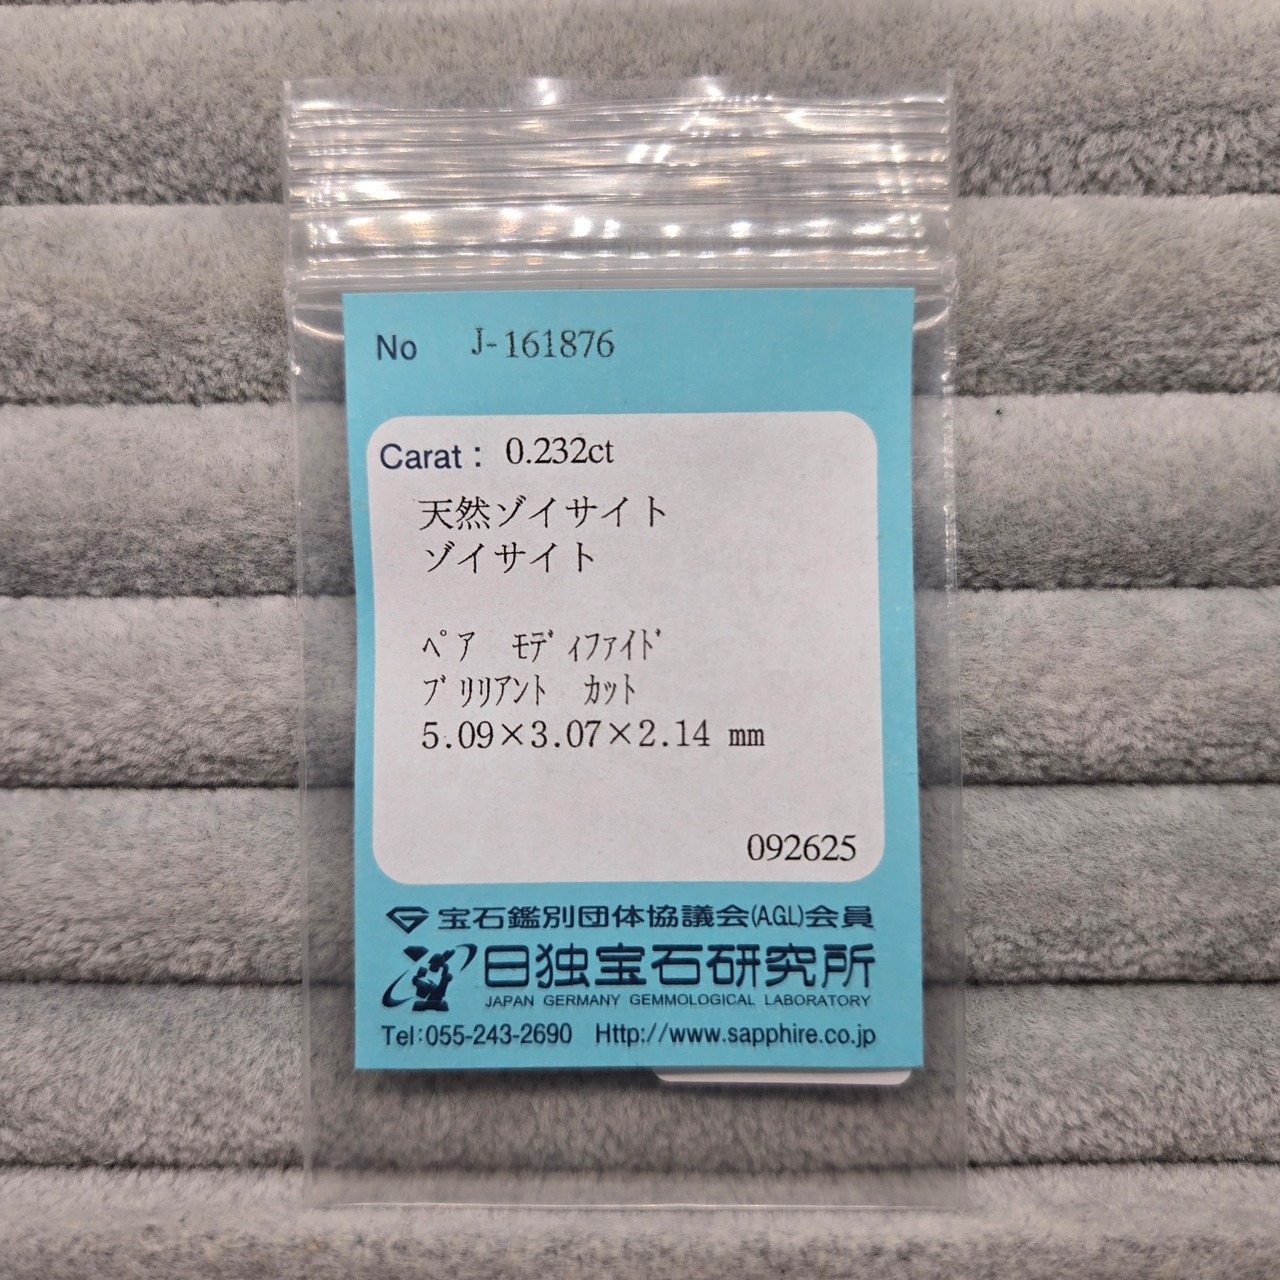 No J-161876
Carat : 0.232ct
天然ゾイサイト
ゾイサイト
ﾍﾟｱ ﾓﾃﾞｨﾌｧｲﾄﾞ
ﾌﾞﾘﾘｱﾝﾄ ｶｯﾄ
5.09×3.07×2.14 mm
092625
宝石鑑別団体協議会(AGL)会員
日独宝石研究所
JAPAN GERMANY GEMMOLOGICAL LABORATORY
Tel:055-243-2690 Http://www.sapphire.co.jp